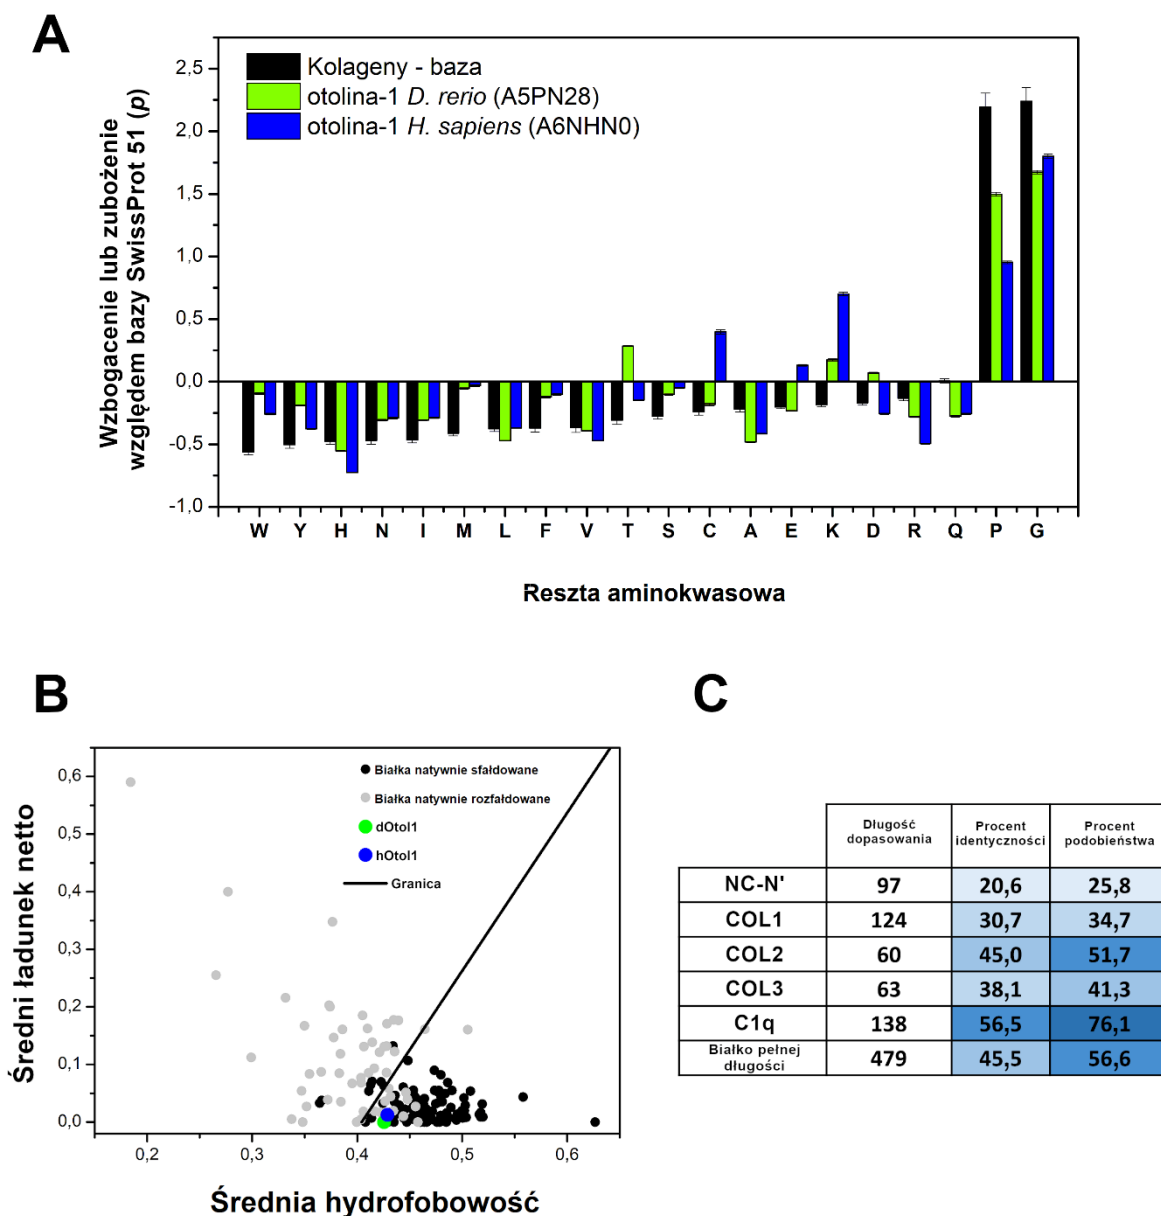 A
Wzbogacenie lub zubożenie
względem bazy SwissProt 51 (p)
2,5
2,0
1,5
1,0
0,5
0,0
-0,5
-1,0
Kolageny - baza
otolina-1 D. rerio (A5PN28)
otolina-1 H. sapiens (A6NHN0)
W Y H N I M L F V T S C A E K D R Q P G
Reszta aminokwasowa
B
Średni ładunek netto
0,6
0,5
0,4
0,3
0,2
0,1
0,0
Białka natywnie sfałdowane
Białka natywnie rozfałdowane
dOtol1
hOtol1
Granica
0,2 0,3 0,4 0,5 0,6
Średnia hydrofobowość
C
Długość dopasowania Procent identyczności Procent podobieństwa
NC-N' 97 20,6 25,8
COL1 124 30,7 34,7
COL2 60 45,0 51,7
COL3 63 38,1 41,3
C1q 138 56,5 76,1
Białko pełnej długości 479 45,5 56,6